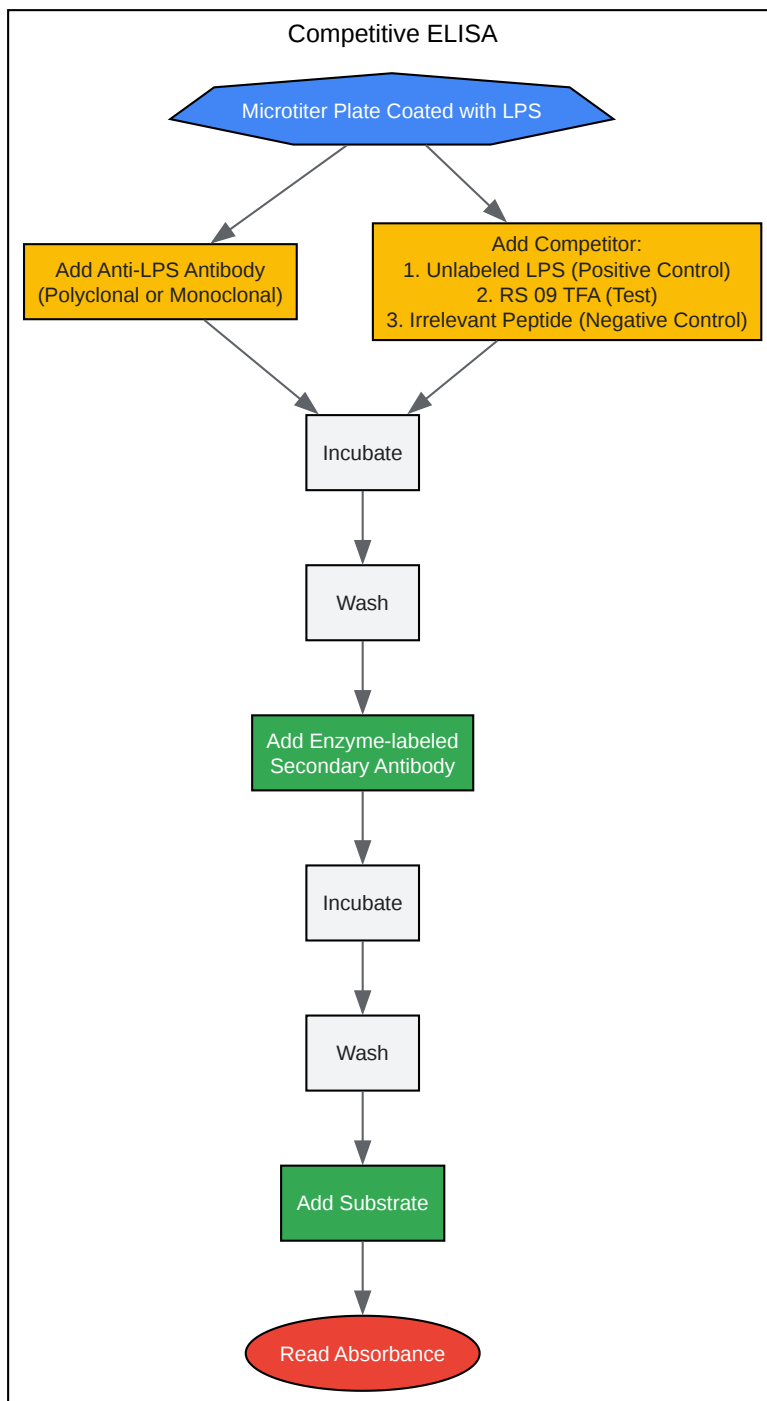 Competitive ELISA
Microtiter Plate Coated with LPS
Add Anti-LPS Antibody
(Polyclonal or Monoclonal)
Add Competitor:
1. Unlabeled LPS (Positive Control)
2. RS 09 TFA (Test)
3. Irrelevant Peptide (Negative Control)
Incubate
Wash
Add Enzyme-labeled
Secondary Antibody
Incubate
Wash
Add Substrate
Read Absorbance